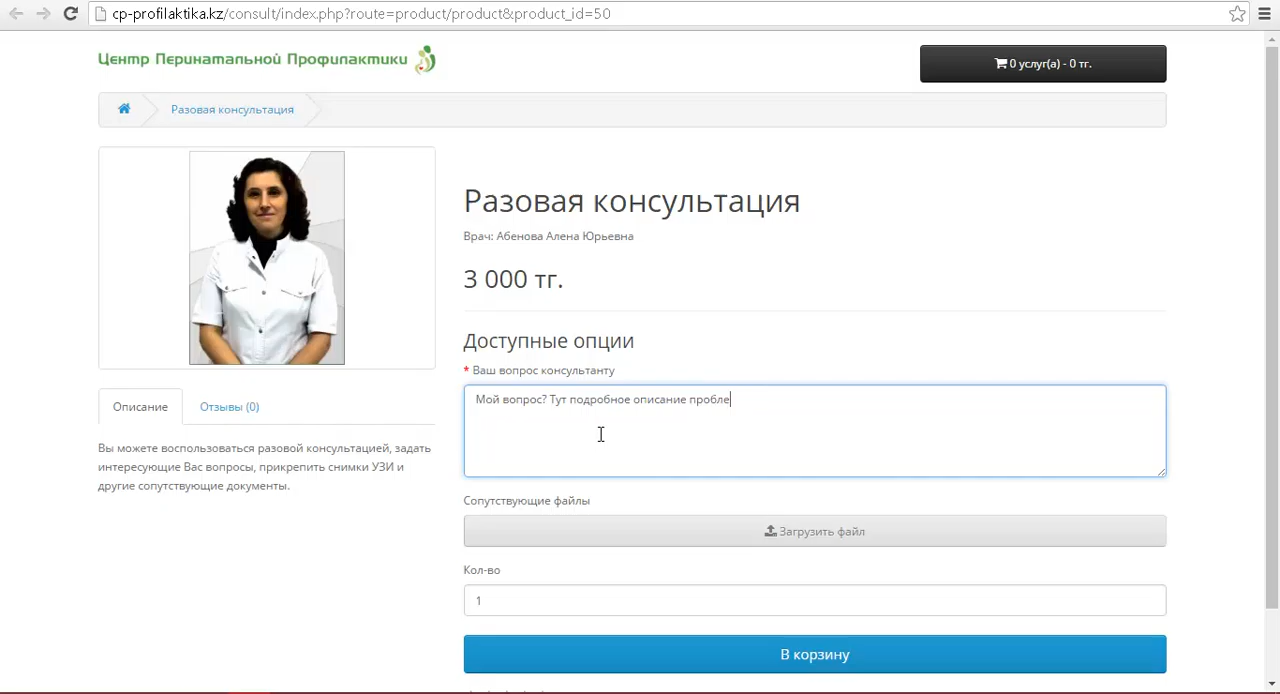 cp-profilaktika.kz/consult/index.php?route=product/product&product_id=50
Центр Перинатальной Профилактики
0 услуг(а) - 0 тг.
Разовая консультация
Разовая консультация
Врач: Абенова Алена Юрьевна
3 000 тг.
Доступные опции
* Ваш вопрос консультанту
Мой вопрос? Тут подробное описание пробле
Описание
Отзывы (0)
Вы можете воспользоваться разовой консультацией, задать
интересующие Вас вопросы, прикрепить снимки УЗИ и
другие сопутствующие документы.
Сопутствующие файлы
Загрузить файл
Кол-во
1
В корзину